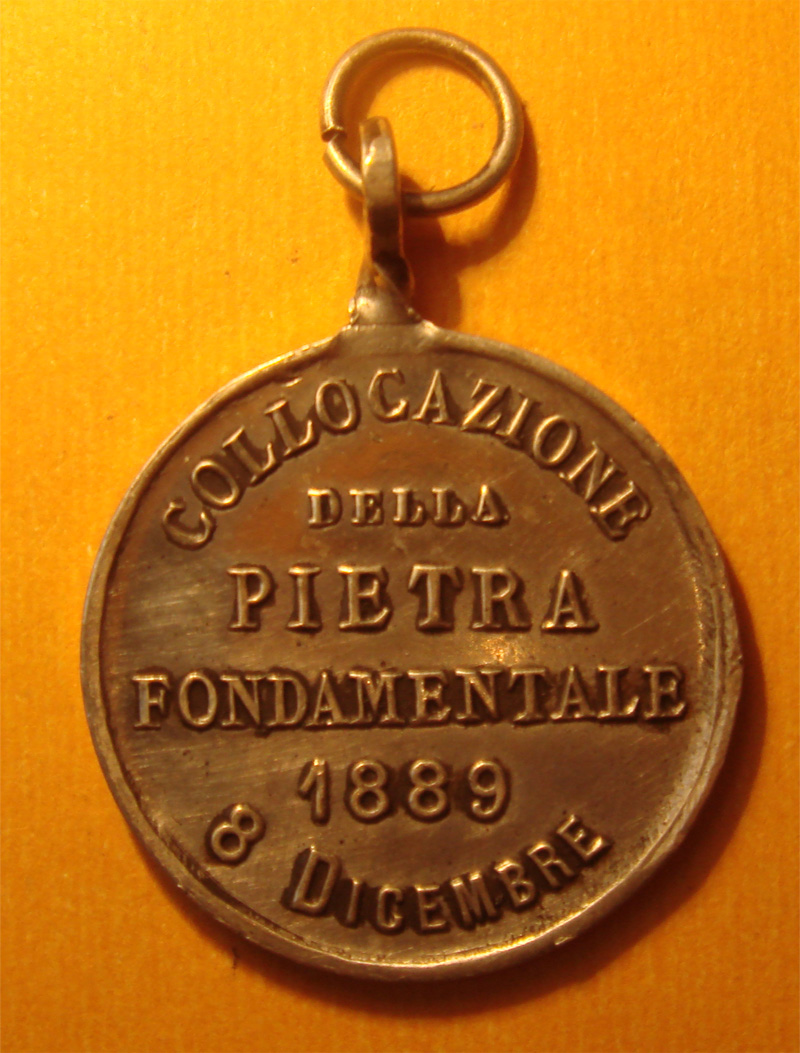 COLLOCAZIONE
DELLA
PIETRA
FONDAMENTALE
1889
8 DICEMBRE